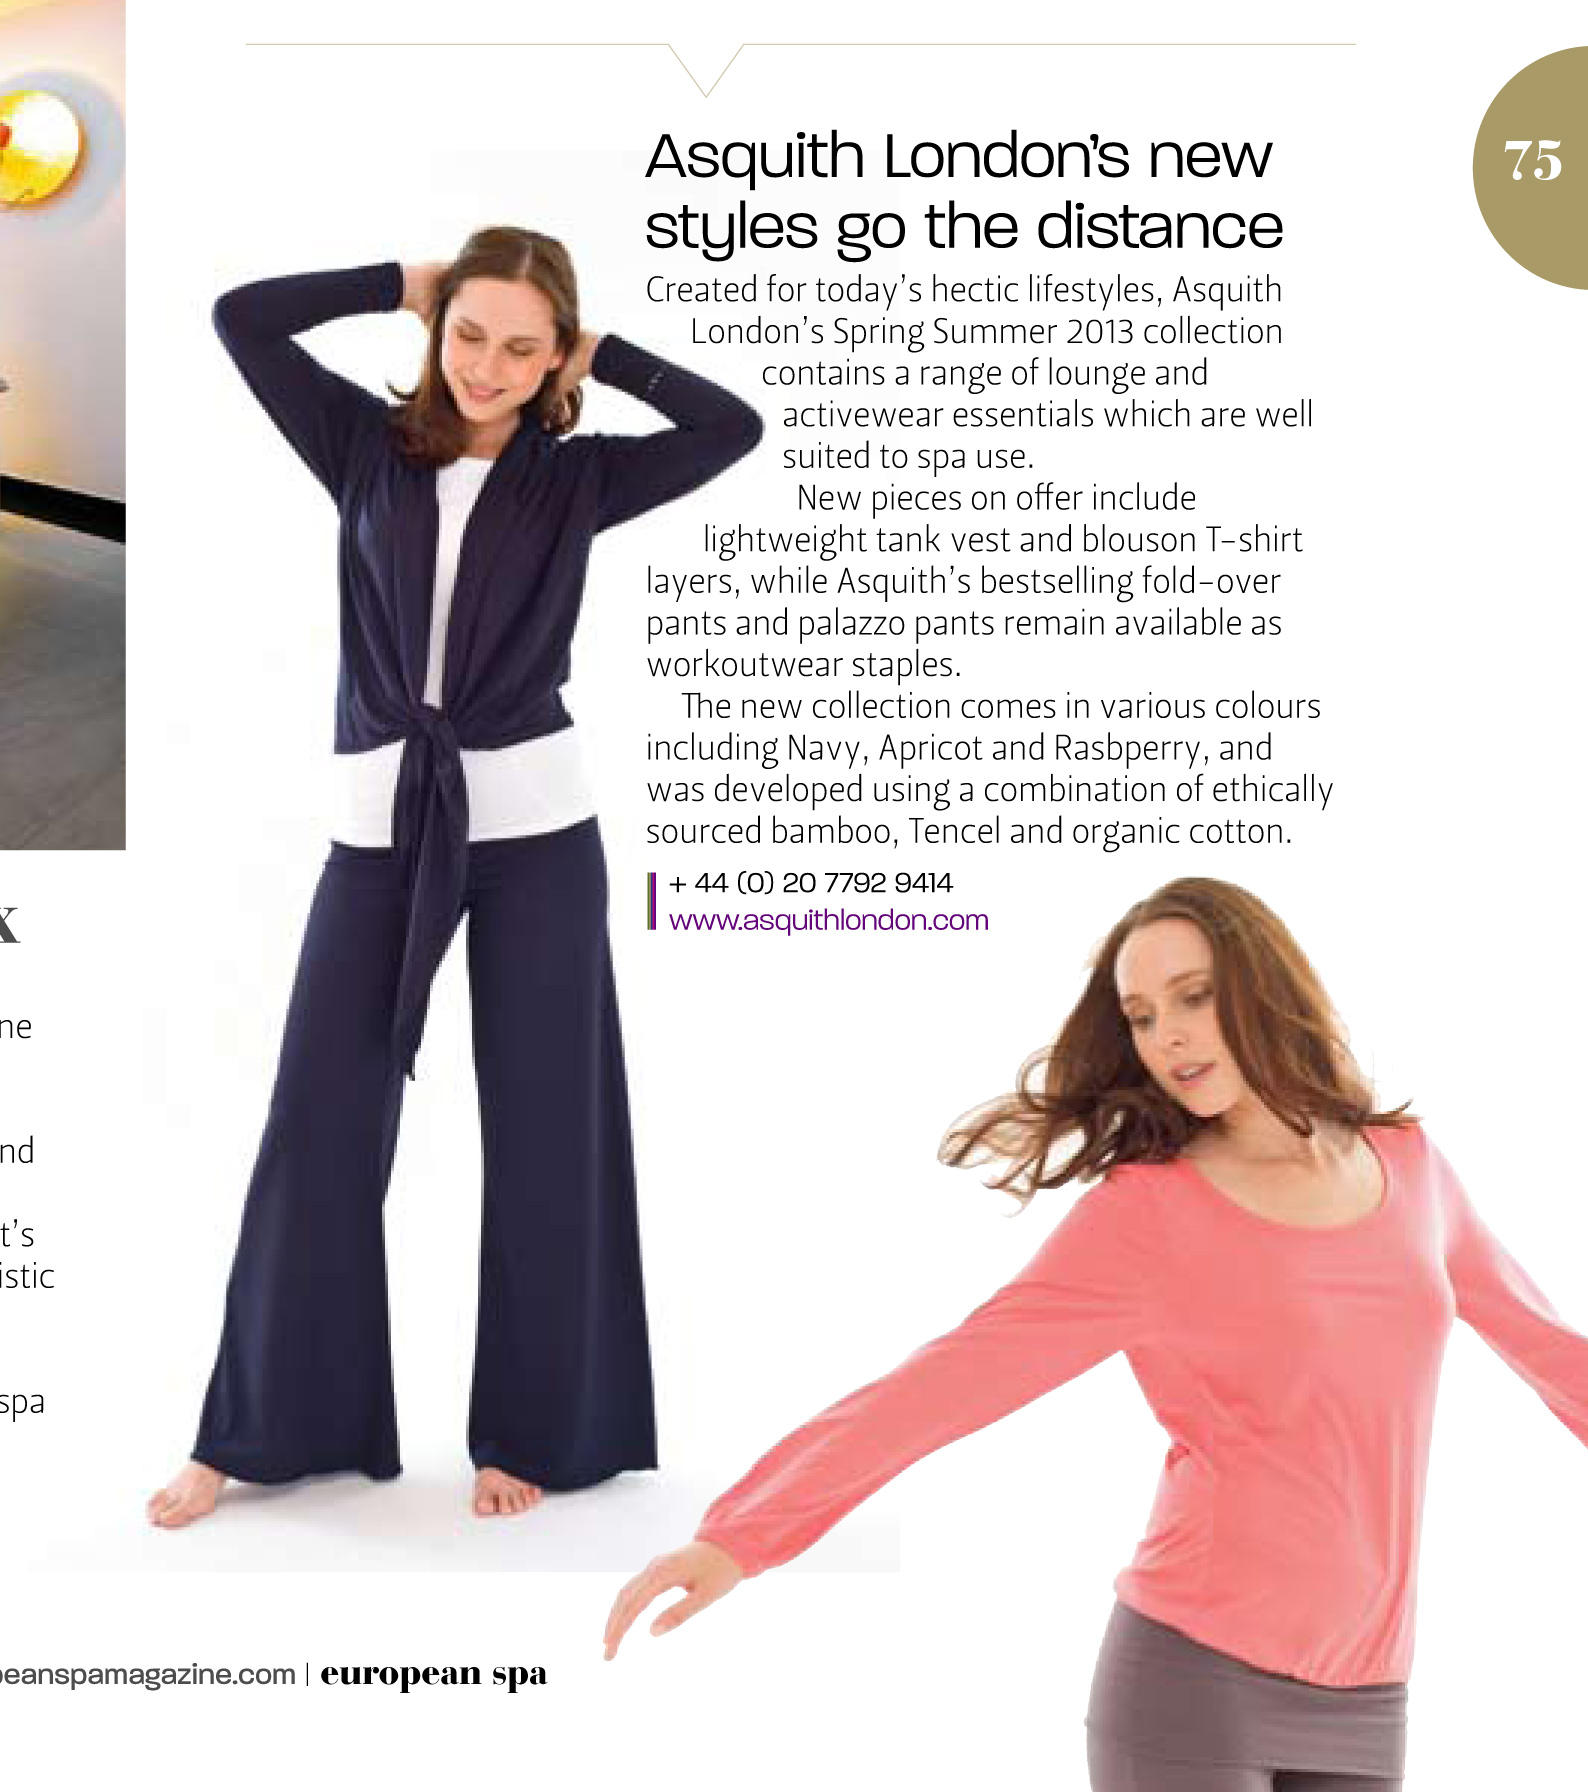 75
Asquith London's new
styles go the distance
Created for today's hectic lifestyles, Asquith
London's Spring Summer 2013 collection
contains a range of lounge and
activewear essentials which are well
suited to spa use.
New pieces on offer include
lightweight tank vest and blouson T-shirt
layers, while Asquith's bestselling fold-over
pants and palazzo pants remain available as
workoutwear staples.
The new collection comes in various colours
including Navy, Apricot and Rasbperry, and
was developed using a combination of ethically
sourced bamboo, Tencel and organic cotton.
+ 44 (0) 20 7792 9414
www.asquithlondon.com
x
ne
nd
t's
istic
spa
peanspamagazine.com | european spa